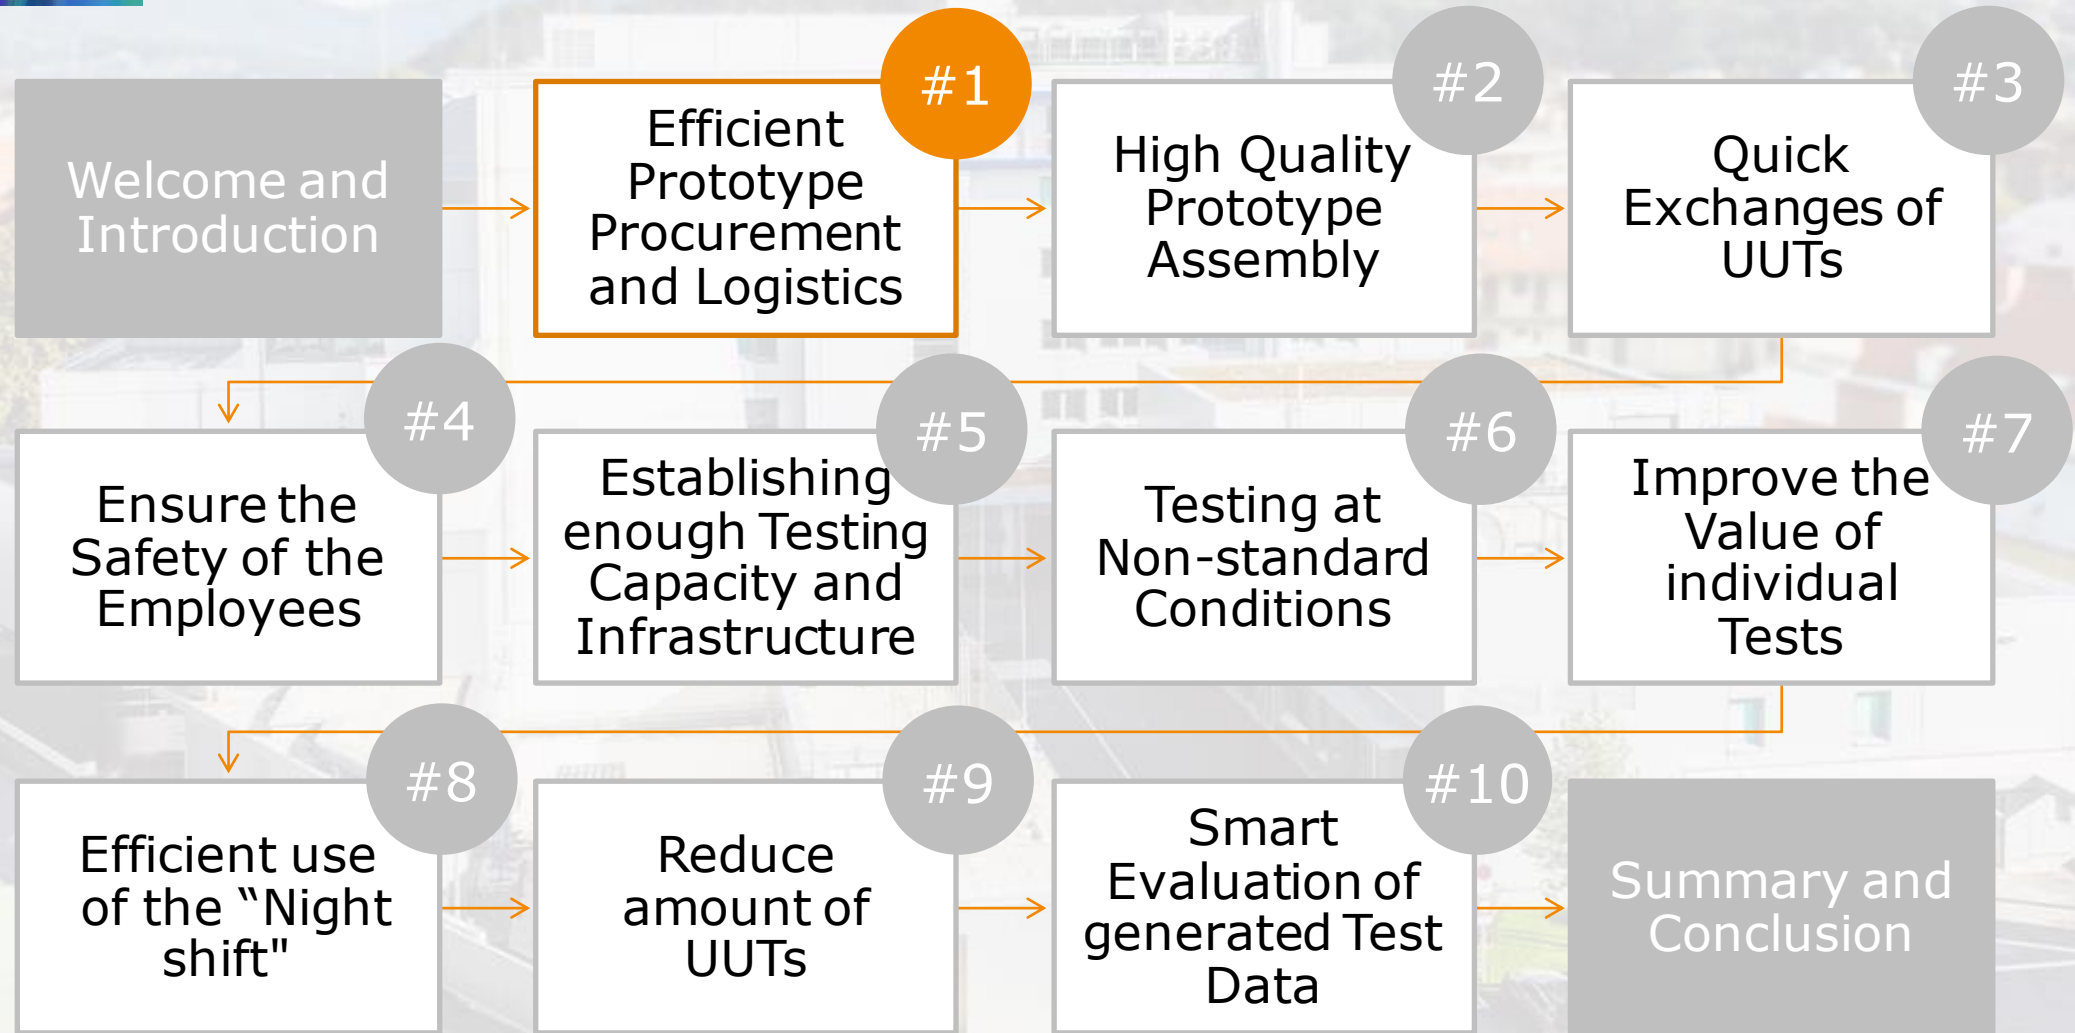 Welcome and
Introduction
#1
Efficient
Prototype
Procurement
and Logistics
#2
High Quality
Prototype
Assembly
#3
Quick
Exchanges of
UUTs
#4
Ensure the
Safety of the
Employees
#5
Establishing
enough Testing
Capacity and
Infrastructure
#6
Testing at
Non-standard
Conditions
#7
Improve the
Value of
individual
Tests
#8
Efficient use
of the “Night
shift"
#9
Reduce
amount of
UUTs
#10
Smart
Evaluation of
generated Test
Data
Summary and
Conclusion